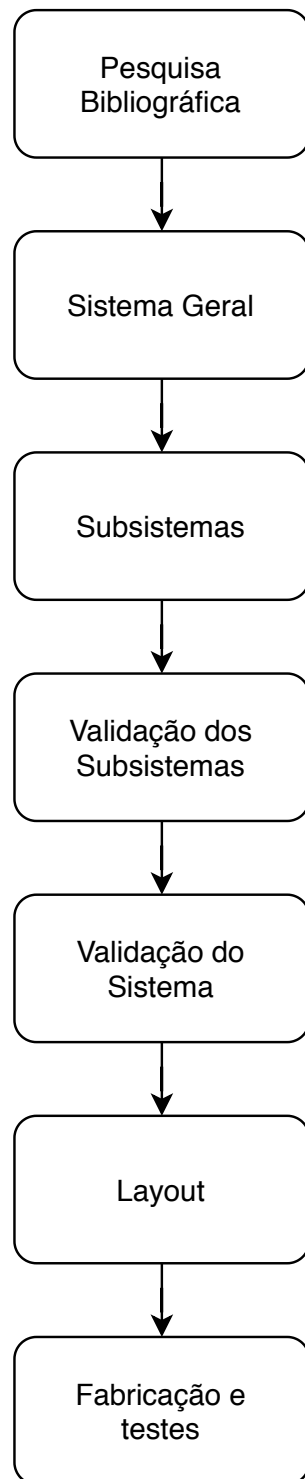 Pesquisa
Bibliográfica
Sistema Geral
Subsistemas
Validação dos
Subsistemas
Validação do
Sistema
Layout
Fabricação e
testes